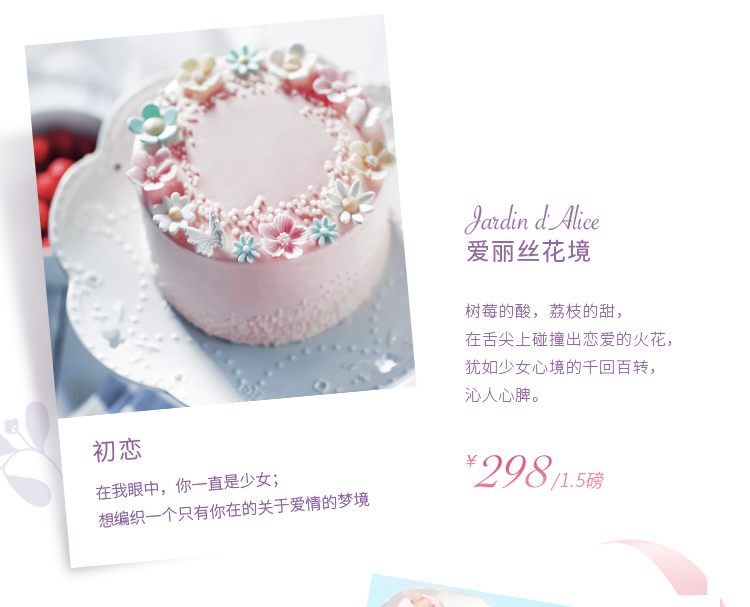 Jardin d'Alice
爱丽丝花境
树莓的酸，荔枝的甜，
在舌尖上碰撞出恋爱的火花，
犹如少女心境的千回百转，
沁人心脾。
¥298/1.5磅
初恋
在我眼中，你一直是少女；
想编织一个只有你在的关于爱情的梦境